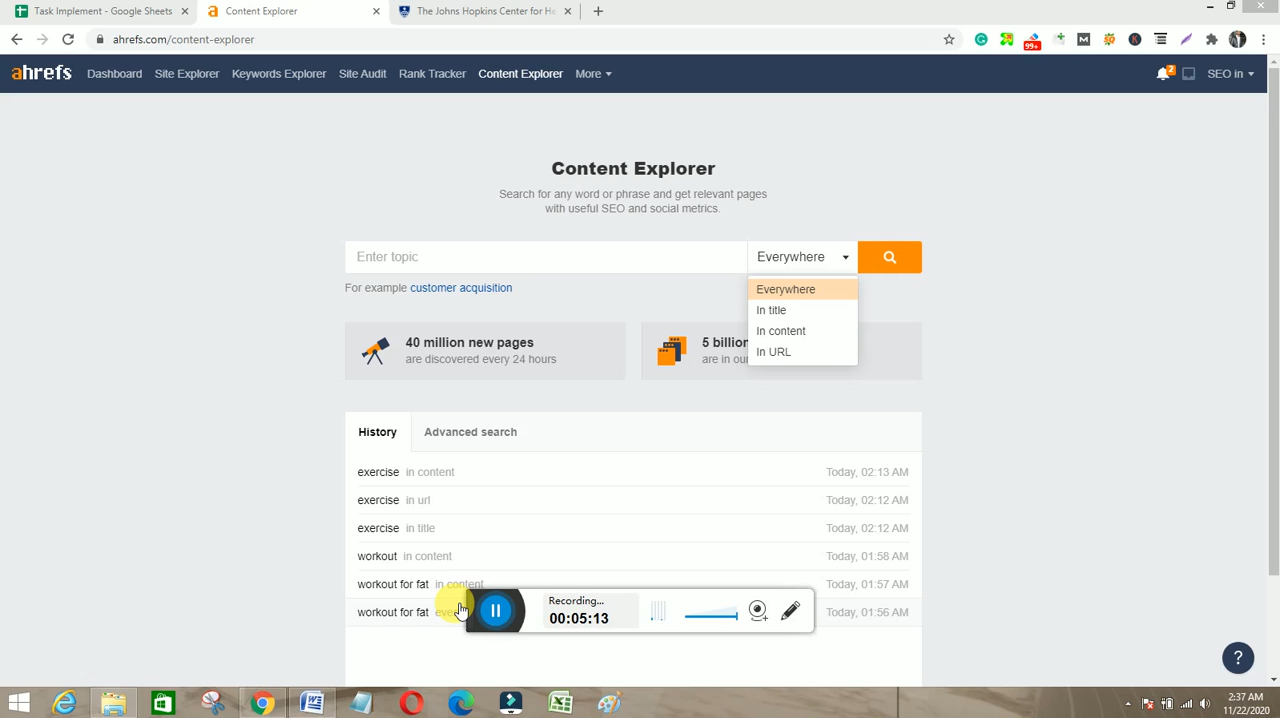 Task Implement - Google Sheets
Content Explorer
The Johns Hopkins Center for He
ahrefs.com/content-explorer
99+
ahrefs
Dashboard
Site Explorer
Keywords Explorer
Site Audit
Rank Tracker
Content Explorer
More
2
SEO in
Content Explorer
Search for any word or phrase and get relevant pages
with useful SEO and social metrics.
Enter topic
Everywhere
For example customer acquisition
Everywhere
In title
In content
In URL
40 million new pages
are discovered every 24 hours
5 billion
are in our
History
Advanced search
exercise in content
Today, 02:13 AM
exercise in url
Today, 02:12 AM
exercise in title
Today, 02:12 AM
workout in content
Today, 01:58 AM
workout for fat in content
Today, 01:57 AM
workout for fat
Today, 01:56 AM
Recording...
00:05:13
?
2:37 AM
11/22/2020